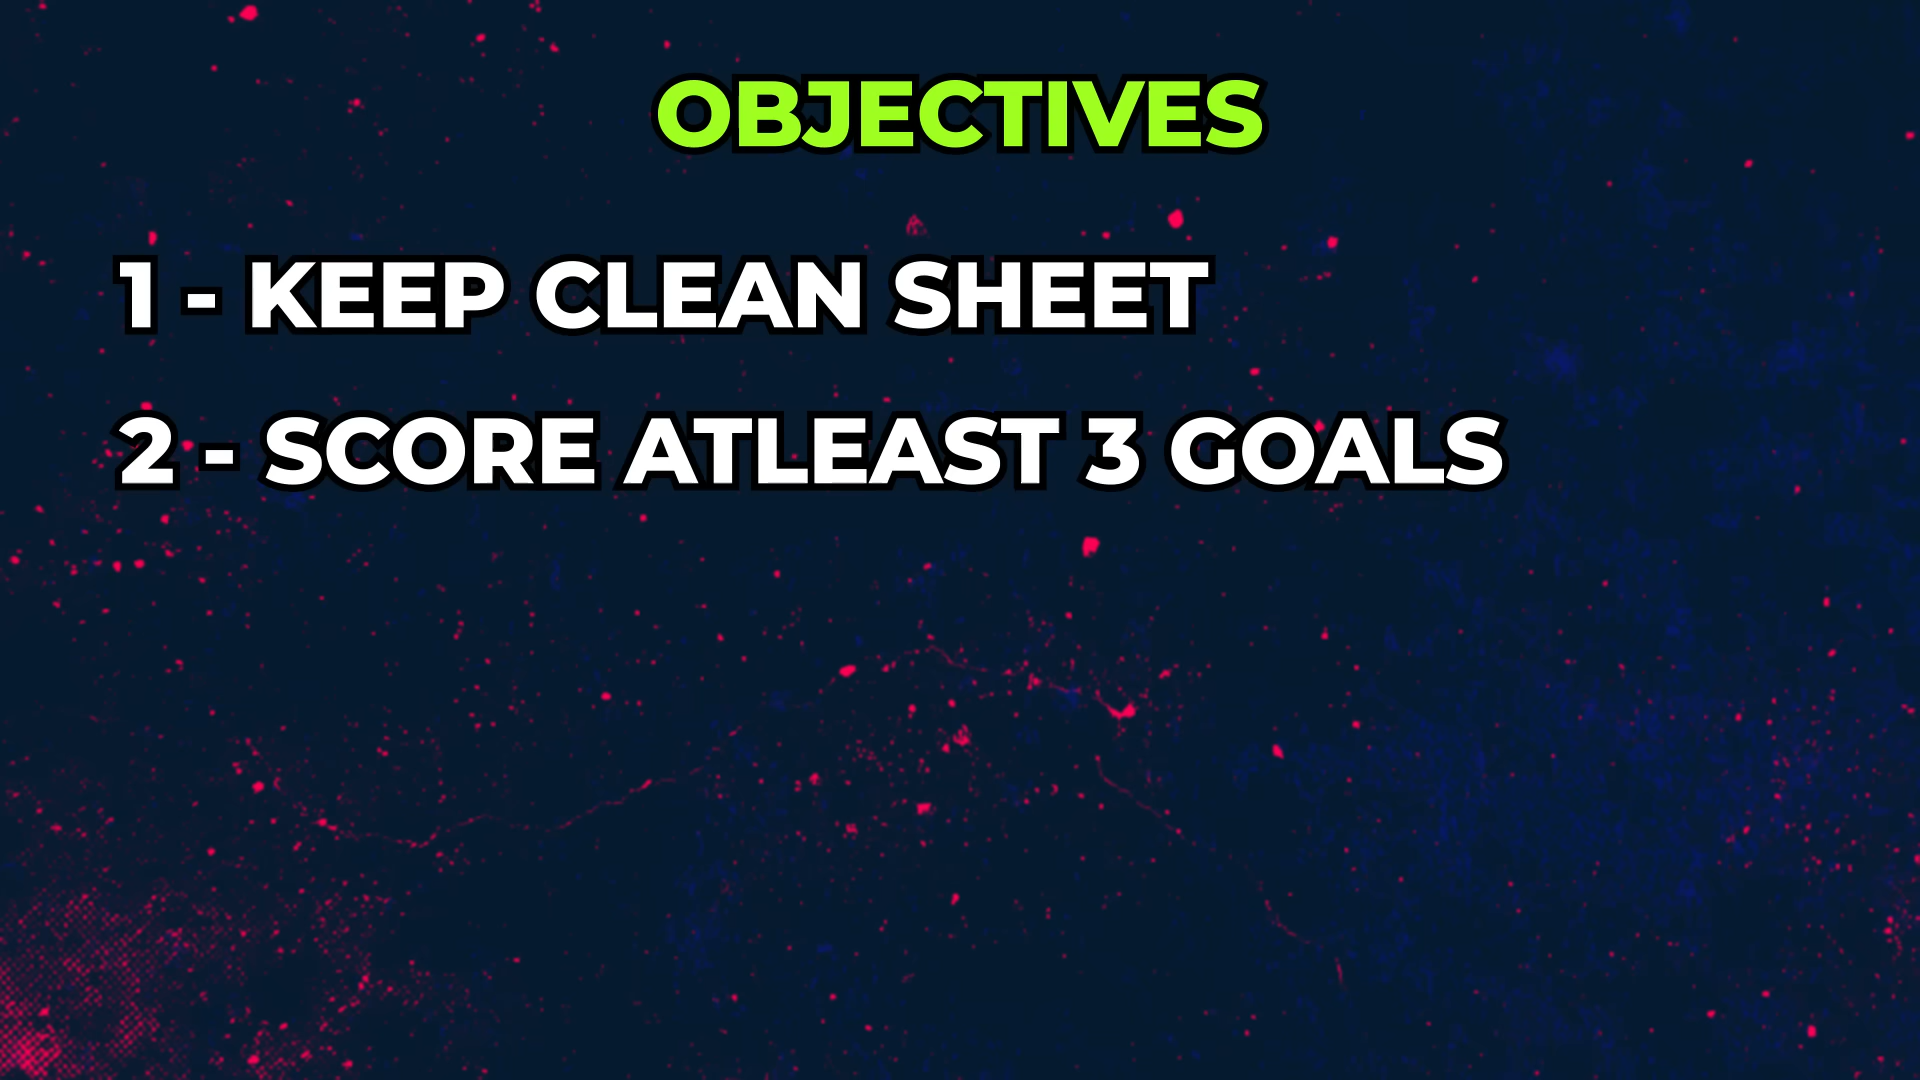 OBJECTIVES
1 - KEEP CLEAN SHEET
2 - SCORE ATLEAST 3 GOALS